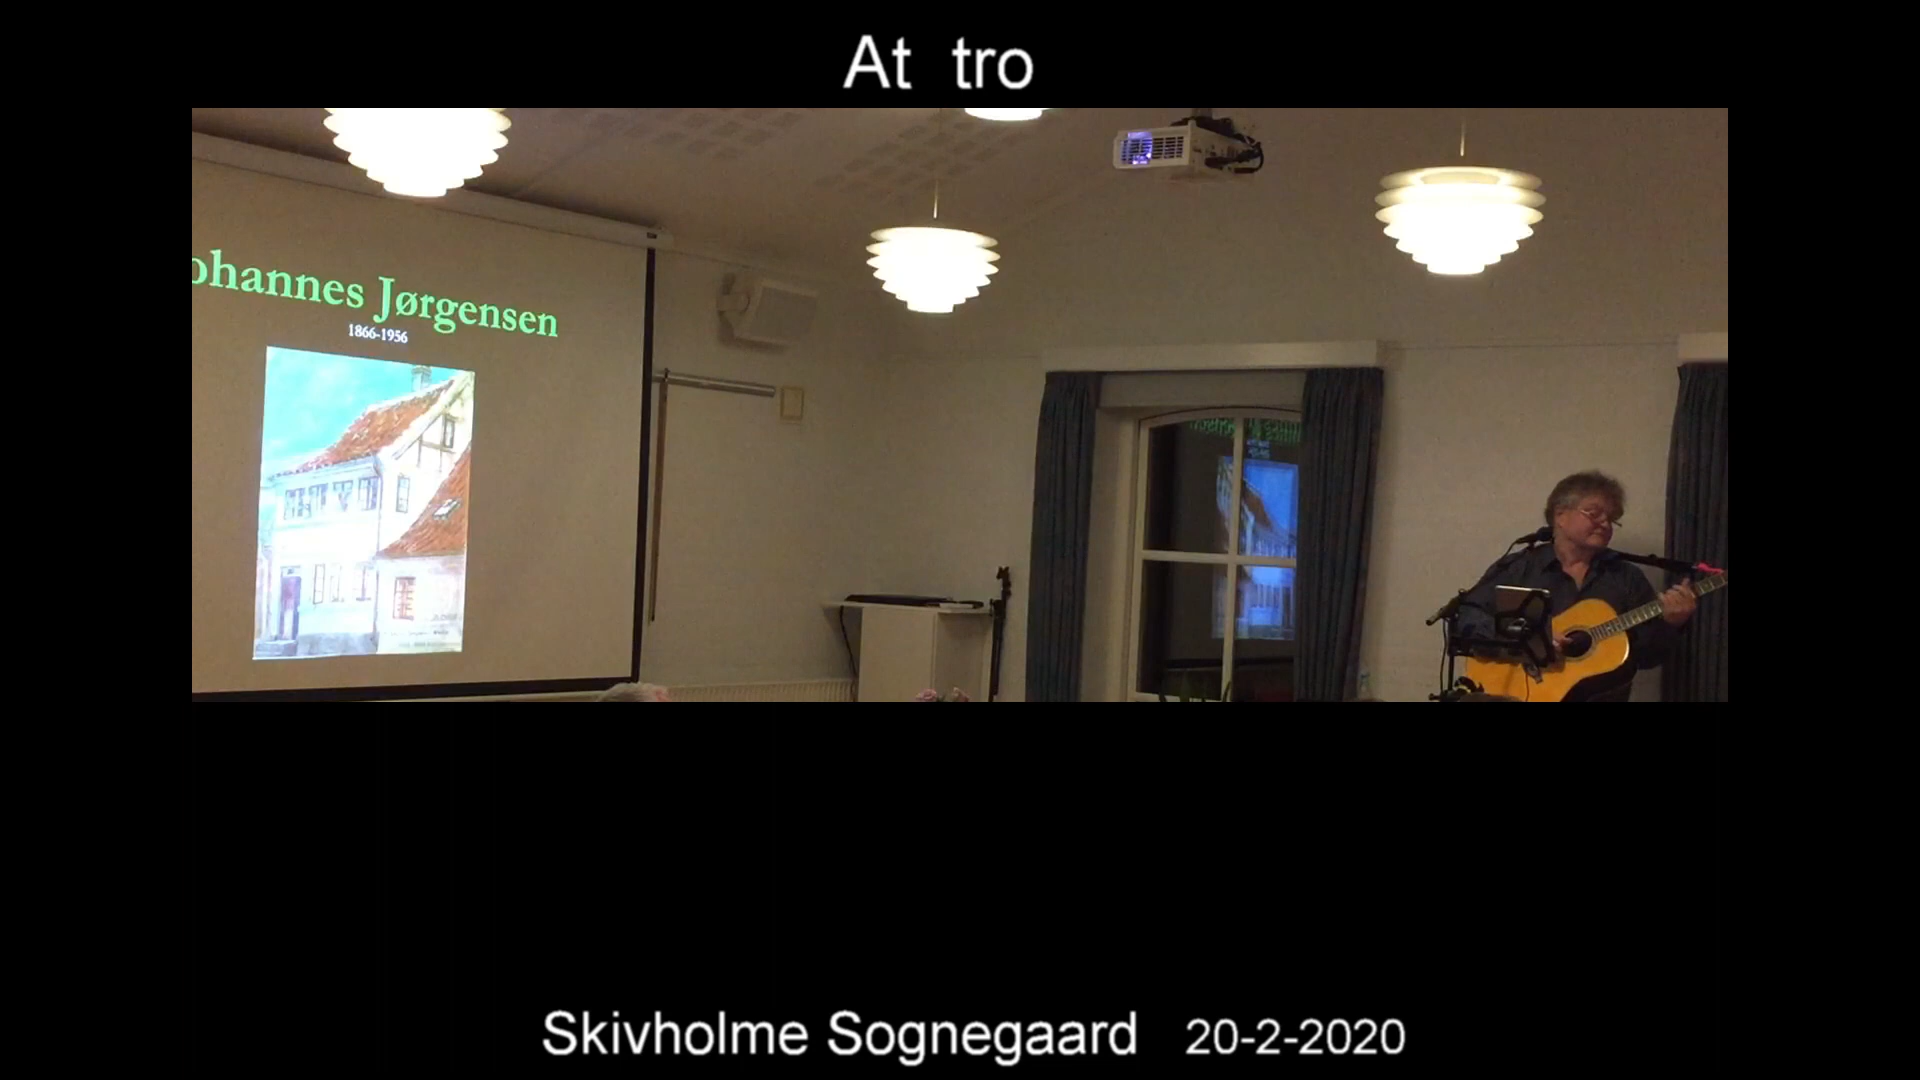 At tro
ohannes Jørgensen
1866-1956
Skivholme Sognegaard 20-2-2020